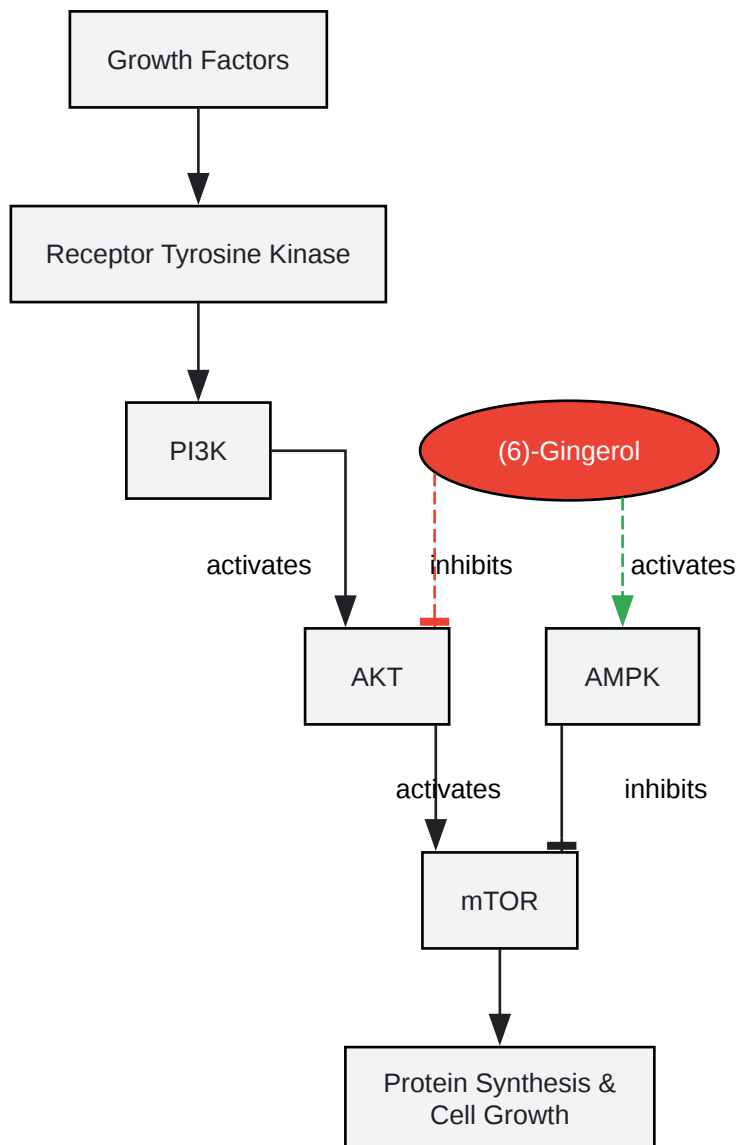 Growth Factors
Receptor Tyrosine Kinase
PI3K
(6)-Gingerol
activates
inhibits
activates
AKT
AMPK
activates
inhibits
mTOR
Protein Synthesis &
Cell Growth